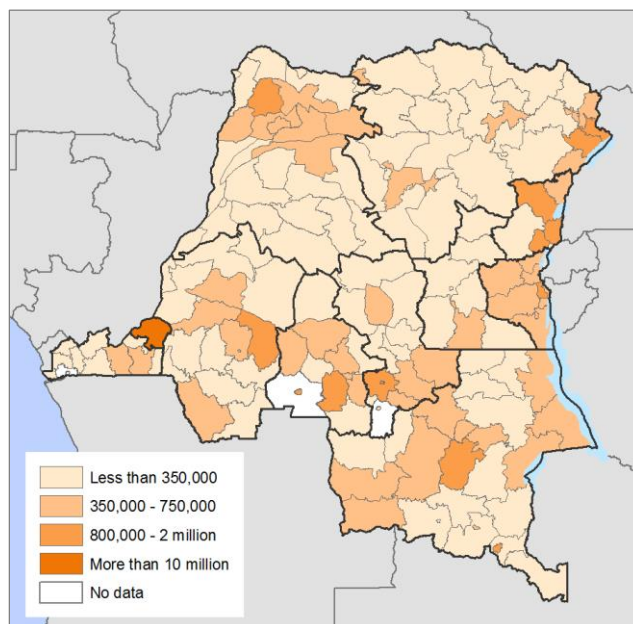 Less than 350,000
350,000 - 750,000
800,000 - 2 million
More than 10 million
No data